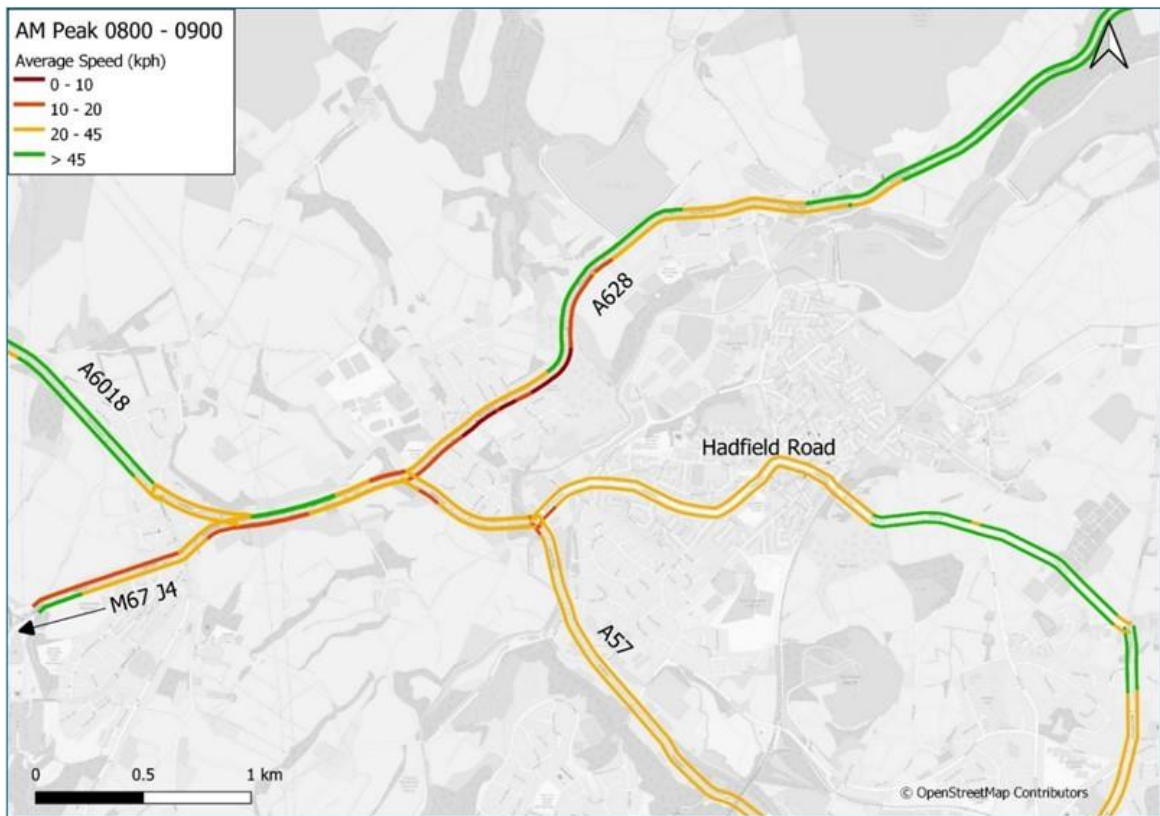 AM Peak 0800 - 0900
Average Speed (kph)
0 - 10
10 - 20
20 - 45
> 45
A628
A6018
Hadfield Road
M67 J4
A57
0 0.5 1 km
© OpenStreetMap Contributors